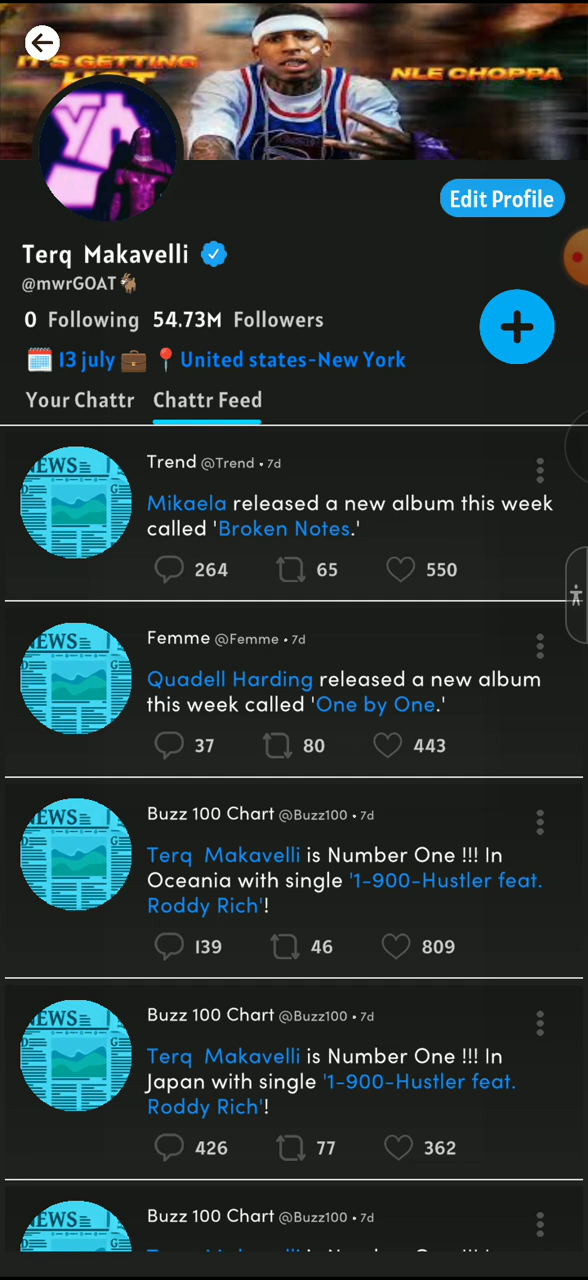 IT'S GETTING
HOT
NLE CHOPPA
Edit Profile
Terq Makavelli
@mwrGOAT🐐
0 Following 54.73M Followers
🗓️ 13 july 💼 📍 United states-New York
Your Chattr Chattr Feed
NEWS
Trend @Trend • 7d
Mikaela released a new album this week
called 'Broken Notes.'
264 65 550
NEWS
Femme @Femme • 7d
Quadell Harding released a new album
this week called 'One by One.'
37 80 443
NEWS
Buzz 100 Chart @Buzz100 • 7d
Terq Makavelli is Number One !!! In
Oceania with single '1-900-Hustler feat.
Roddy Rich'!
139 46 809
NEWS
Buzz 100 Chart @Buzz100 • 7d
Terq Makavelli is Number One !!! In
Japan with single '1-900-Hustler feat.
Roddy Rich'!
426 77 362
NEWS
Buzz 100 Chart @Buzz100 • 7d